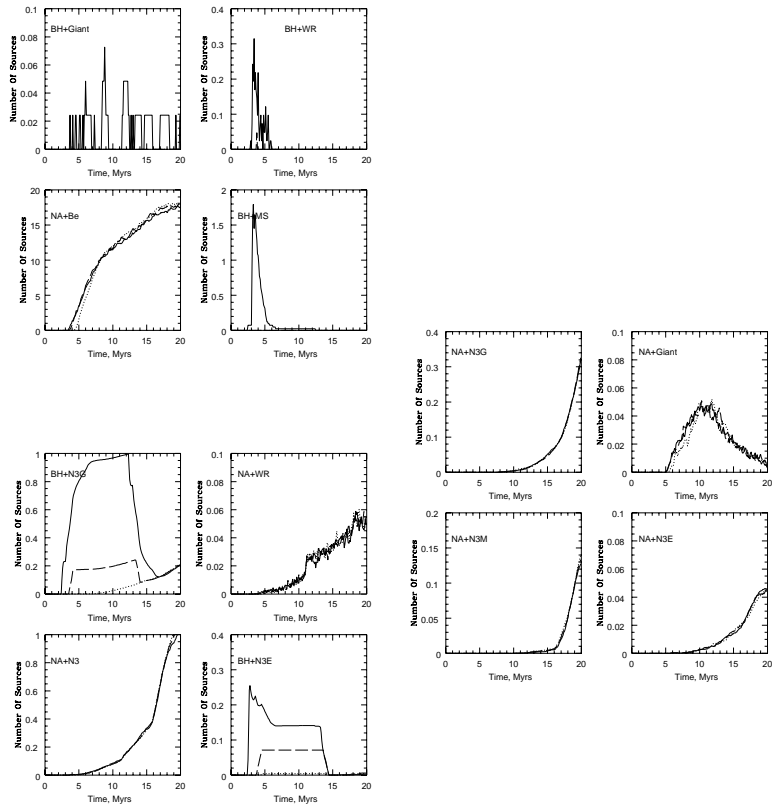 0.1
0.08
0.06
0.04
0.02
0
BH+Giant
Number Of Sources
0 5 10 15 20
Time, Myrs
0.4
0.3
0.2
0.1
0
BH+WR
Number Of Sources
0 5 10 15 20
Time, Myrs
20
15
10
5
0
NA+Be
Number Of Sources
0 5 10 15 20
Time, Myrs
2
1.5
1
0.5
0
BH+MS
Number Of Sources
0 5 10 15 20
Time, Myrs
0.4
0.3
0.2
0.1
0
NA+N3G
Number Of Sources
0 5 10 15 20
Time, Myrs
0.1
0.08
0.06
0.04
0.02
0
NA+Giant
Number Of Sources
0 5 10 15 20
Time, Myrs
1
0.8
0.6
0.4
0.2
0
BH+N3G
Number Of Sources
0 5 10 15 20
Time, Myrs
0.1
0.08
0.06
0.04
0.02
0
NA+WR
Number Of Sources
0 5 10 15 20
Time, Myrs
0.2
0.15
0.1
0.05
0
NA+N3M
Number Of Sources
0 5 10 15 20
Time, Myrs
0.1
0.08
0.06
0.04
0.02
0
NA+N3E
Number Of Sources
0 5 10 15 20
Time, Myrs
1
0.8
0.6
0.4
0.2
0
NA+N3
Number Of Sources
0 5 10 15 20
Time, Myrs
0.4
0.3
0.2
0.1
0
BH+N3E
Number Of Sources
0 5 10 15 20
Time, Myrs